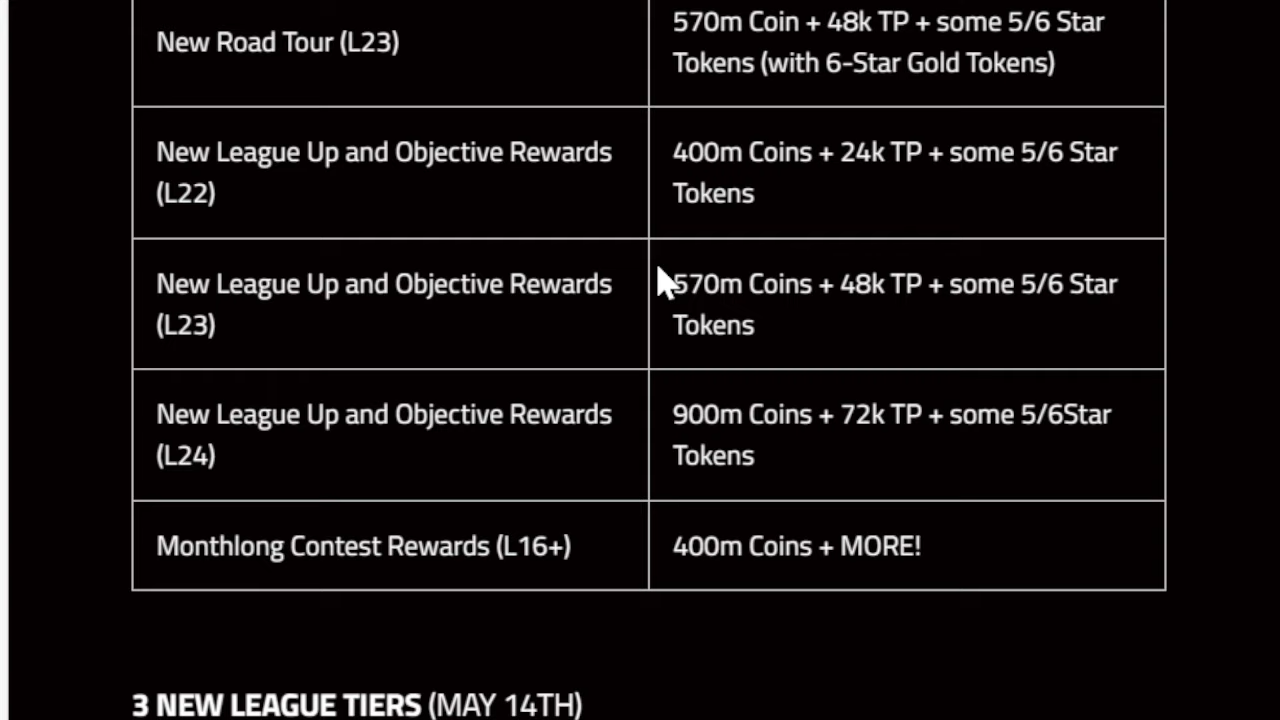 New Road Tour (L23)
570m Coin + 48k TP + some 5/6 Star
Tokens (with 6-Star Gold Tokens)
New League Up and Objective Rewards
(L22)
400m Coins + 24k TP + some 5/6 Star
Tokens
New League Up and Objective Rewards
(L23)
570m Coins + 48k TP + some 5/6 Star
Tokens
New League Up and Objective Rewards
(L24)
900m Coins + 72k TP + some 5/6Star
Tokens
Monthlong Contest Rewards (L16+)
400m Coins + MORE!
3 NEW LEAGUE TIERS (MAY 14TH)